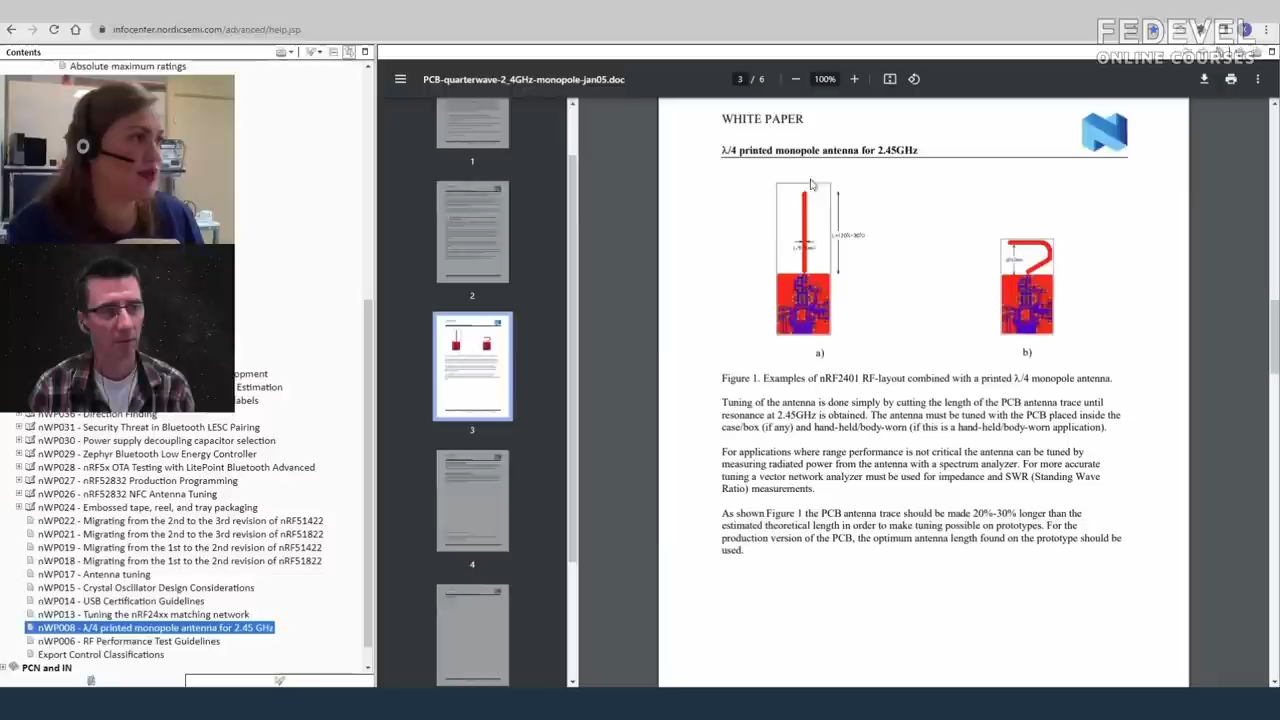 infocenter.nordicsemi.com/advanced/help.jsp
FEDEVEL
ONLINE COURSES
Contents
Absolute maximum ratings
opment
Estimation
labels
nWP036 - Direction Finding
nWP031 - Security Threat in Bluetooth LESC Pairing
nWP030 - Power supply decoupling capacitor selection
nWP029 - Zephyr Bluetooth Low Energy Controller
nWP028 - nRF5x OTA Testing with LitePoint Bluetooth Advanced
nWP027 - nRF52832 Production Programming
nWP026 - nRF52832 NFC Antenna Tuning
nWP024 - Embossed tape, reel, and tray packaging
nWP022 - Migrating from the 2nd to the 3rd revision of nRF51422
nWP021 - Migrating from the 2nd to the 3rd revision of nRF51822
nWP019 - Migrating from the 1st to the 2nd revision of nRF51422
nWP018 - Migrating from the 1st to the 2nd revision of nRF51822
nWP017 - Antenna tuning
nWP015 - Crystal Oscillator Design Considerations
nWP014 - USB Certification Guidelines
nWP013 - Tuning the nRF24xx matching network
nWP008 - λ/4 printed monopole antenna for 2.45 GHz
nWP006 - RF Performance Test Guidelines
Export Control Classifications
PCN and IN
PCB-quarterwave-2_4GHz-monopole-jan05.doc
3 / 6
100%
1
2
3
4
WHITE PAPER
λ/4 printed monopole antenna for 2.45GHz
a)
b)
Figure 1. Examples of nRF2401 RF-layout combined with a printed λ/4 monopole antenna.
Tuning of the antenna is done simply by cutting the length of the PCB antenna trace until
resonance at 2.45GHz is obtained. The antenna must be tuned with the PCB placed inside the
case/box (if any) and hand-held/body-worn (if this is a hand-held/body-worn application).
For applications where range performance is not critical the antenna can be tuned by
measuring radiated power from the antenna with a spectrum analyzer. For more accurate
tuning a vector network analyzer must be used for impedance and SWR (Standing Wave
Ratio) measurements.
As shown Figure 1 the PCB antenna trace should be made 20%-30% longer than the
estimated theoretical length in order to make tuning possible on prototypes. For the
production version of the PCB, the optimum antenna length found on the prototype should be
used.